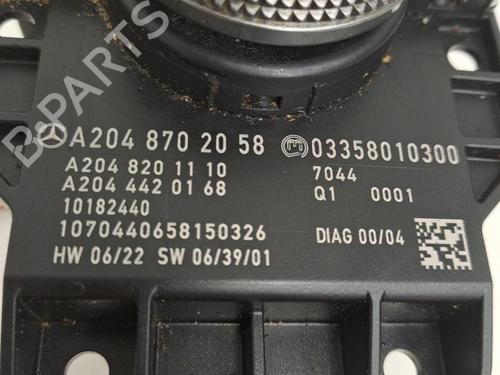 B-PARTS
A204 870 20 58 03358010300
A204 820 11 10 7044
A204 442 01 68 Q1 0001
10182440
1070440658150326 DIAG 00/04
HW 06/22 SW 06/39/01